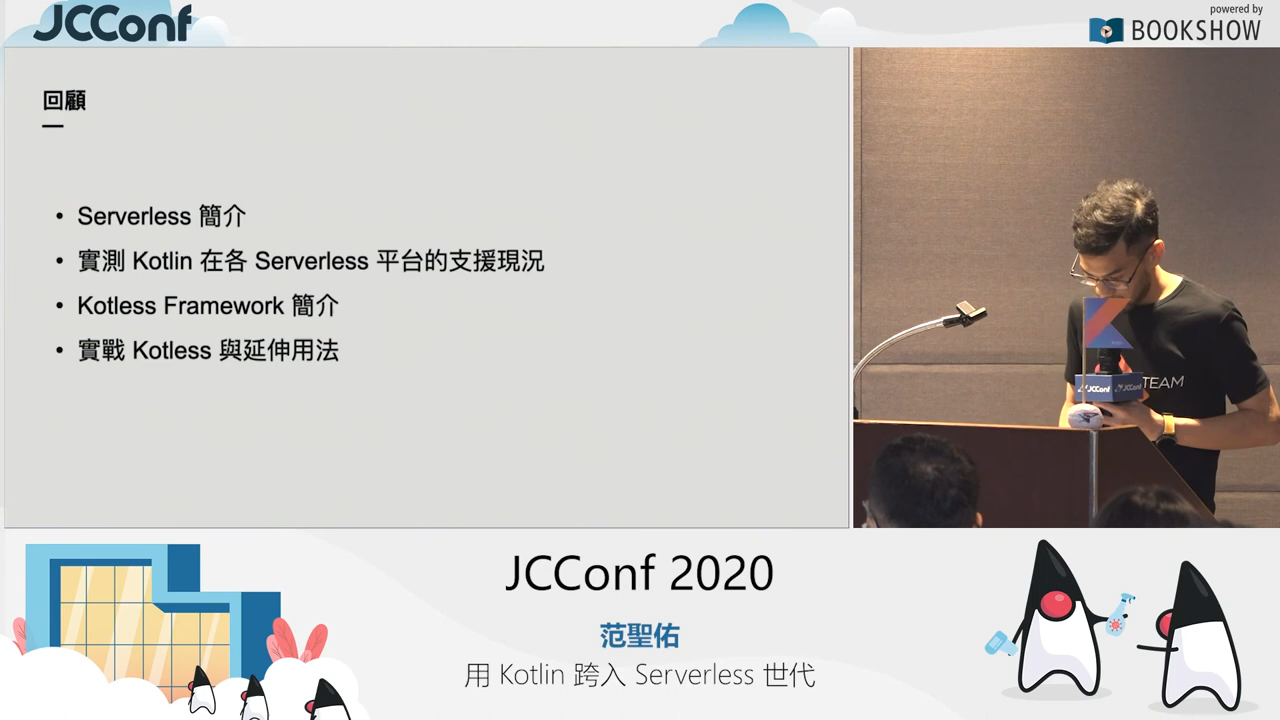 JCConf
powered by
BOOKSHOW
回顧
• Serverless 簡介
• 實測 Kotlin 在各 Serverless 平台的支援現況
• Kotless Framework 簡介
• 實戰 Kotless 與延伸用法
TEAM
JCConf JCConf
JCConf 2020
范聖佑
用 Kotlin 跨入 Serverless 世代